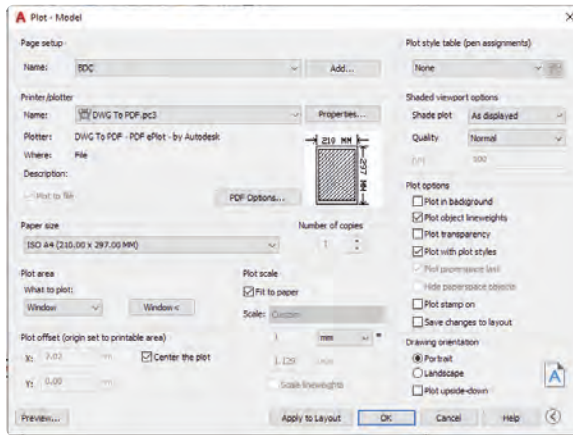 Plot - Model
Page setup
Name: BDC Add...
Printer/plotter
Name: DWG To PDF.pc3 Properties...
Plotter: DWG To PDF - PDF ePlot - by Autodesk
Where: File
Description:
Plot to file
PDF Options...
210 MM
297 MM
Paper size
ISO A4 (210.00 x 297.00 MM)
Number of copies
1
Plot area
What to plot:
Window Window <
Plot offset (origin set to printable area)
X: Center the plot
Y: 0.00
Plot scale
Fit to paper
Scale: Custom
1 mm =
1.129
Scale lineweights
Plot style table (pen assignments)
None
Shaded viewport options
Shade plot As displayed
Quality Normal
DPI 300
Plot options
Plot in background
Plot object lineweights
Plot transparency
Plot with plot styles
Plot paperspace last
Hide paperspace objects
Plot stamp on
Save changes to layout
Drawing orientation
Portrait
Landscape
Plot upside-down
A
Preview... Apply to Layout OK Cancel Help